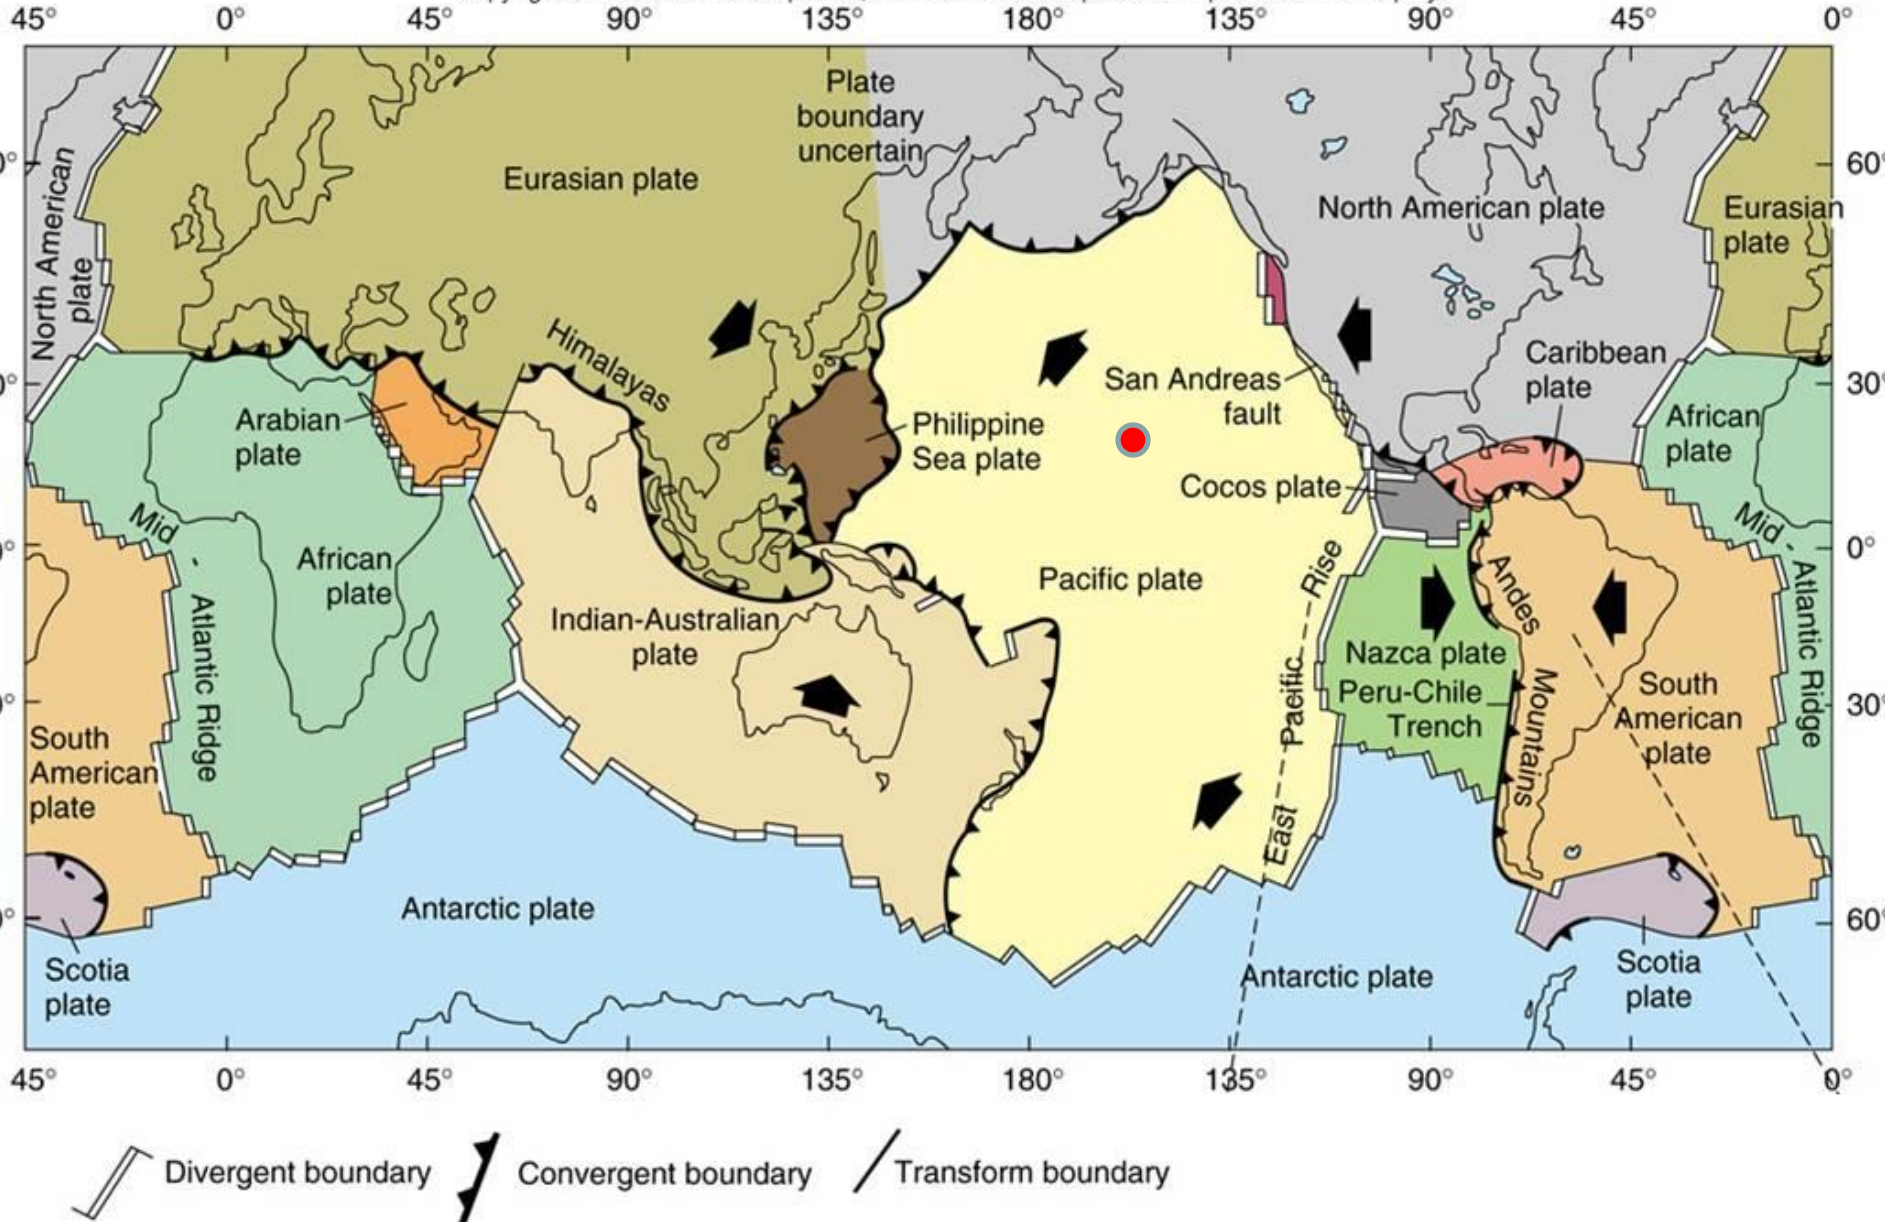 45° 0° 45° 90° 135° 180° 135° 90° 45° 0°
Plate
boundary
uncertain
Eurasian plate
North American plate
North American
plate
Eurasian
plate
60°
Himalayas
Caribbean
plate
San Andreas
fault
30°
Arabian
plate
Philippine
Sea plate
African
plate
Cocos plate
Mid - Atlantic Ridge
African
plate
Mid - Atlantic Ridge
0°
Pacific plate
Indian-Australian
plate
East Pacific Rise
Andes Mountains
Nazca plate
Peru-Chile
Trench
South
American
plate
30°
South
American
plate
Antarctic plate
60°
Scotia
plate
Antarctic plate
Scotia
plate
45° 0° 45° 90° 135° 180° 135° 90° 45° 0°
Divergent boundary Convergent boundary Transform boundary